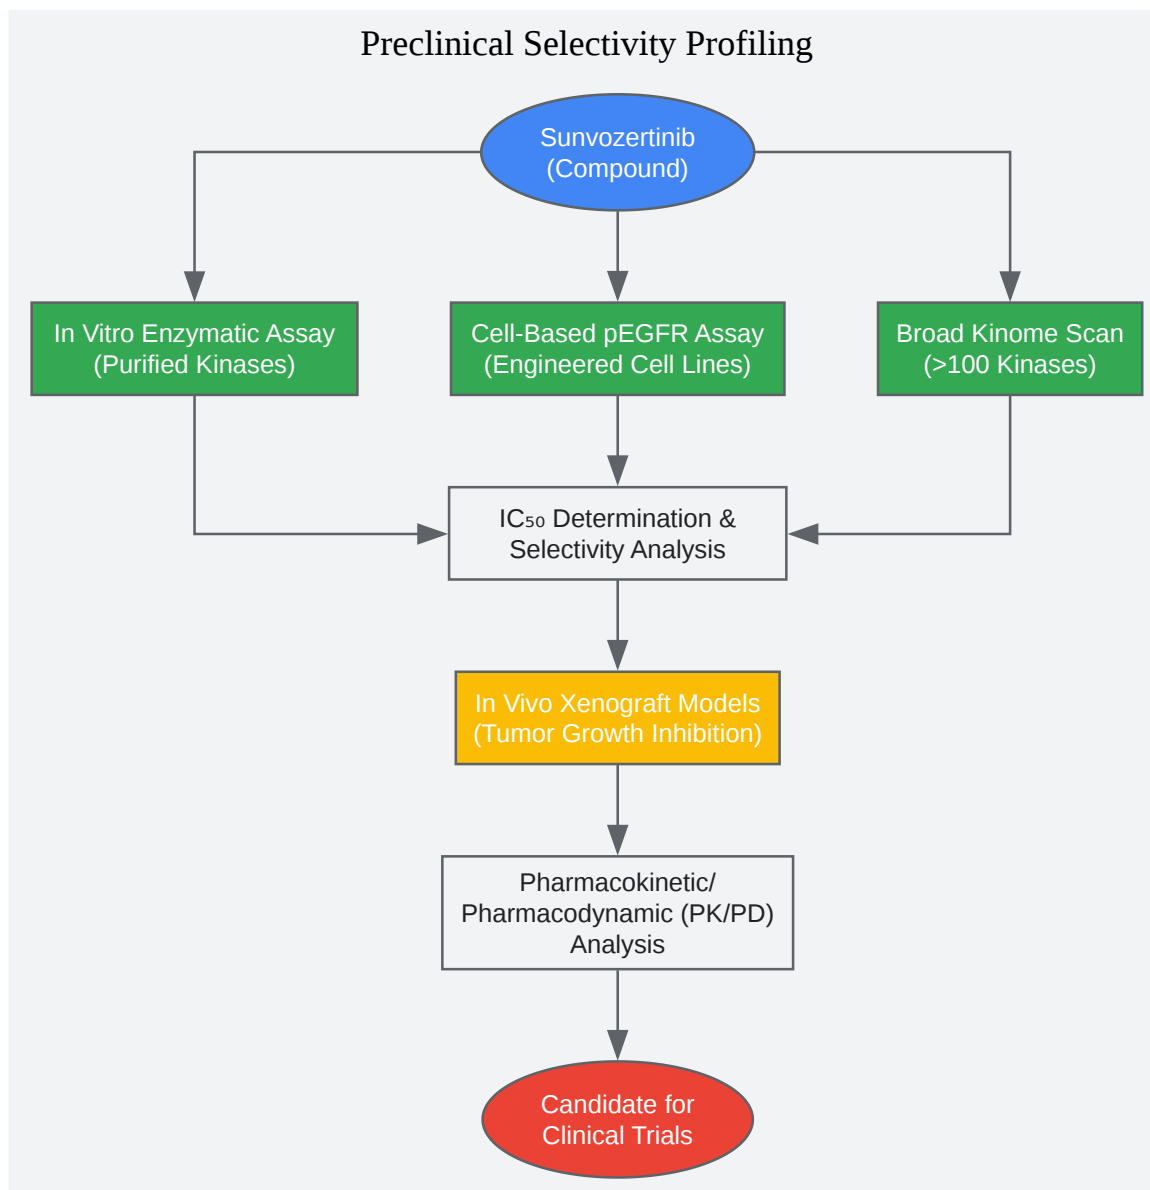 Preclinical Selectivity Profiling
Sunvozertinib
(Compound)
In Vitro Enzymatic Assay
(Purified Kinases)
Cell-Based pEGFR Assay
(Engineered Cell Lines)
Broad Kinome Scan
(>100 Kinases)
IC₅₀ Determination &
Selectivity Analysis
In Vivo Xenograft Models
(Tumor Growth Inhibition)
Pharmacokinetic/
Pharmacodynamic (PK/PD)
Analysis
Candidate for
Clinical Trials